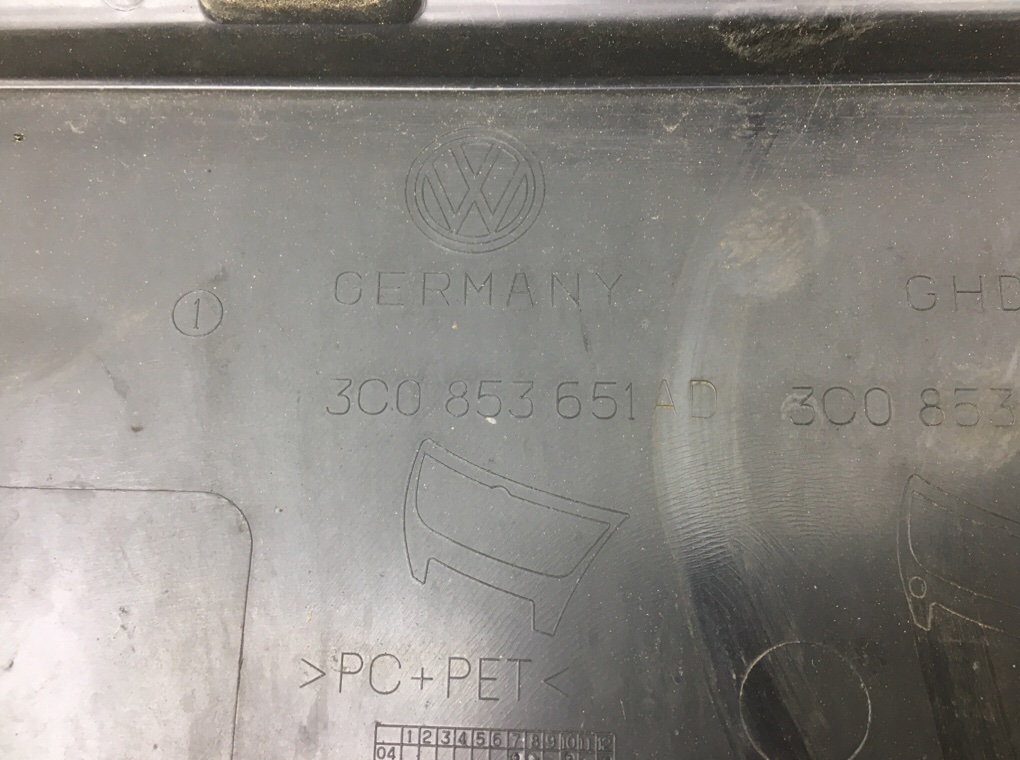 GERMANY
GHD
1
3C0 853 651 AD
3C0 853
>PC+PET<
1 2 3 4 5 6 7 8 9 10 11 12
04